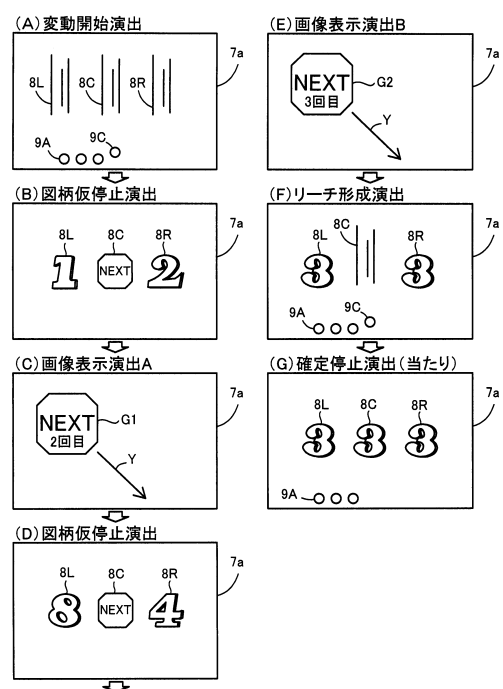 (A)変動開始演出
7a
8L
8C
8R
9A
9C
(B)図柄仮停止演出
7a
8L
8C
8R
1
NEXT
2
(C)画像表示演出A
7a
NEXT
2回目
G1
Y
(D)図柄仮停止演出
7a
8L
8C
8R
8
NEXT
4
(E)画像表示演出B
7a
NEXT
3回目
G2
Y
(F)リーチ形成演出
7a
8L
8C
8R
3
3
9A
9C
(G)確定停止演出(当たり)
7a
8L
8C
8R
3
3
3
9A